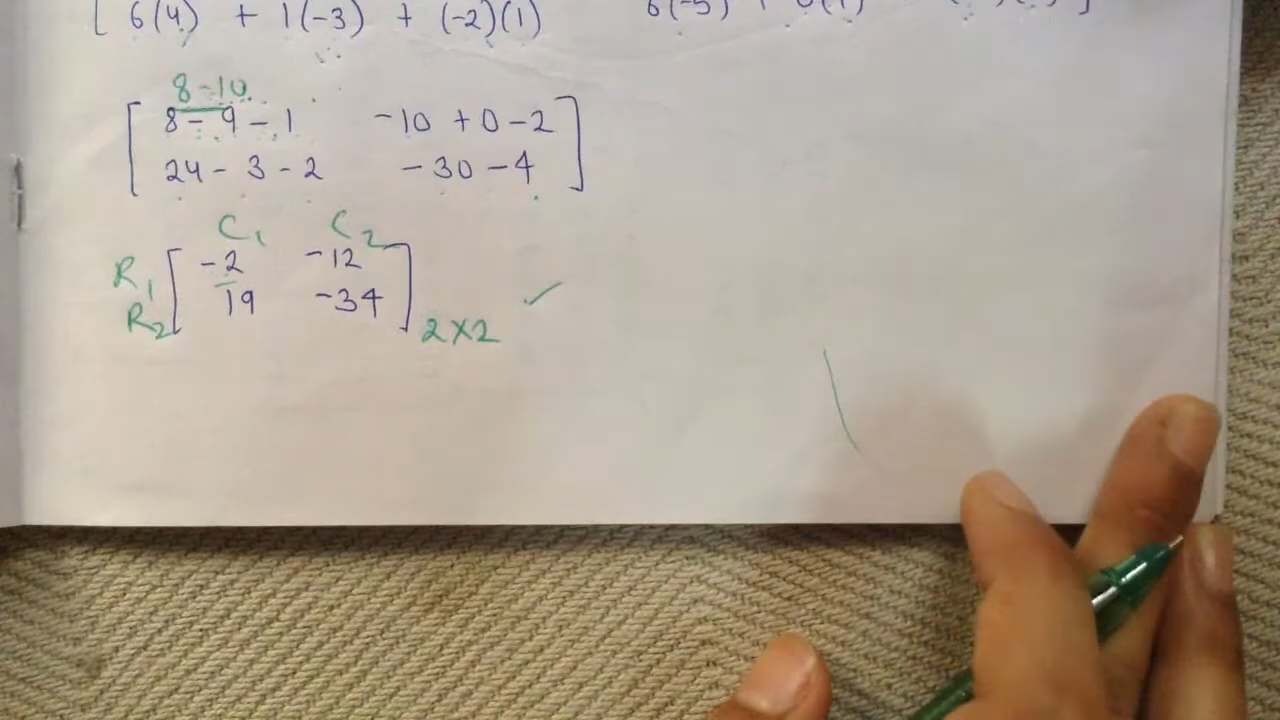 [ 6(4) + 1(-3) + (-2)(1)
8-10
8 - 9 - 1 -10 + 0 - 2
24 - 3 - 2 - 30 - 4
C1 C2
R1 -2 -12
R2 19 -34
2×2 ✓